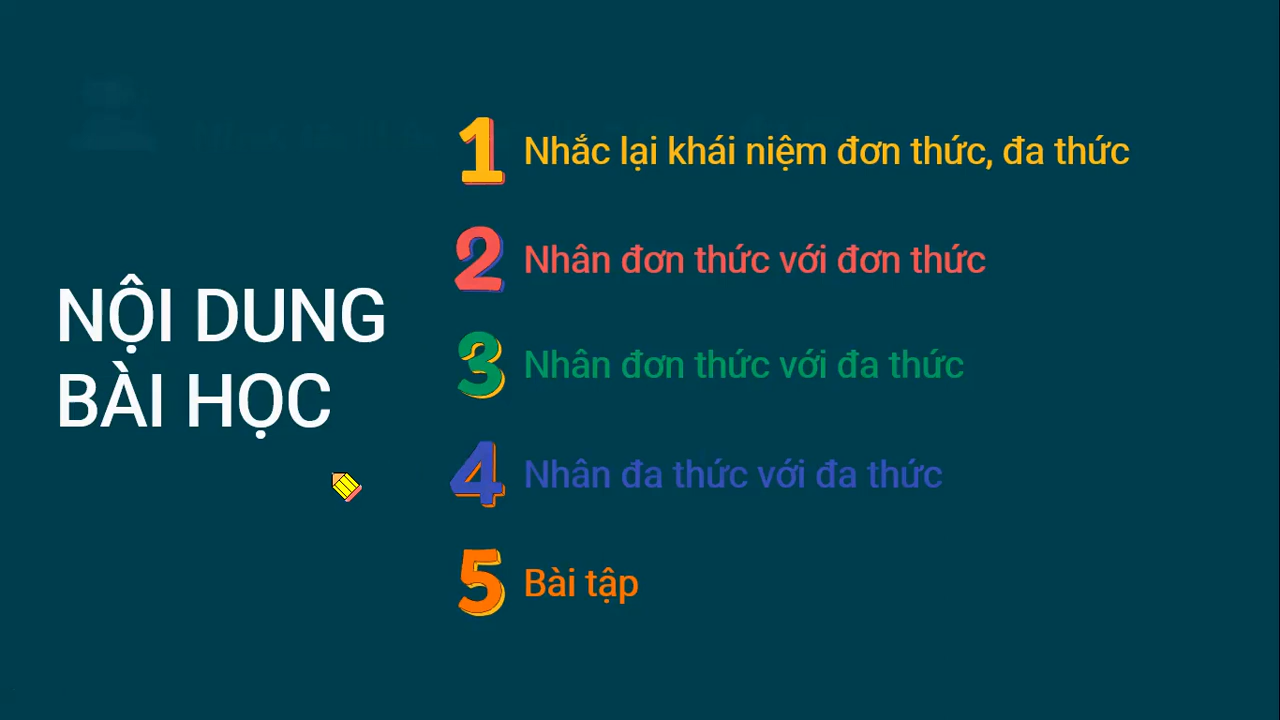 NỘI DUNG
BÀI HỌC
1 Nhắc lại khái niệm đơn thức, đa thức
2 Nhân đơn thức với đơn thức
3 Nhân đơn thức với đa thức
4 Nhân đa thức với đa thức
5 Bài tập